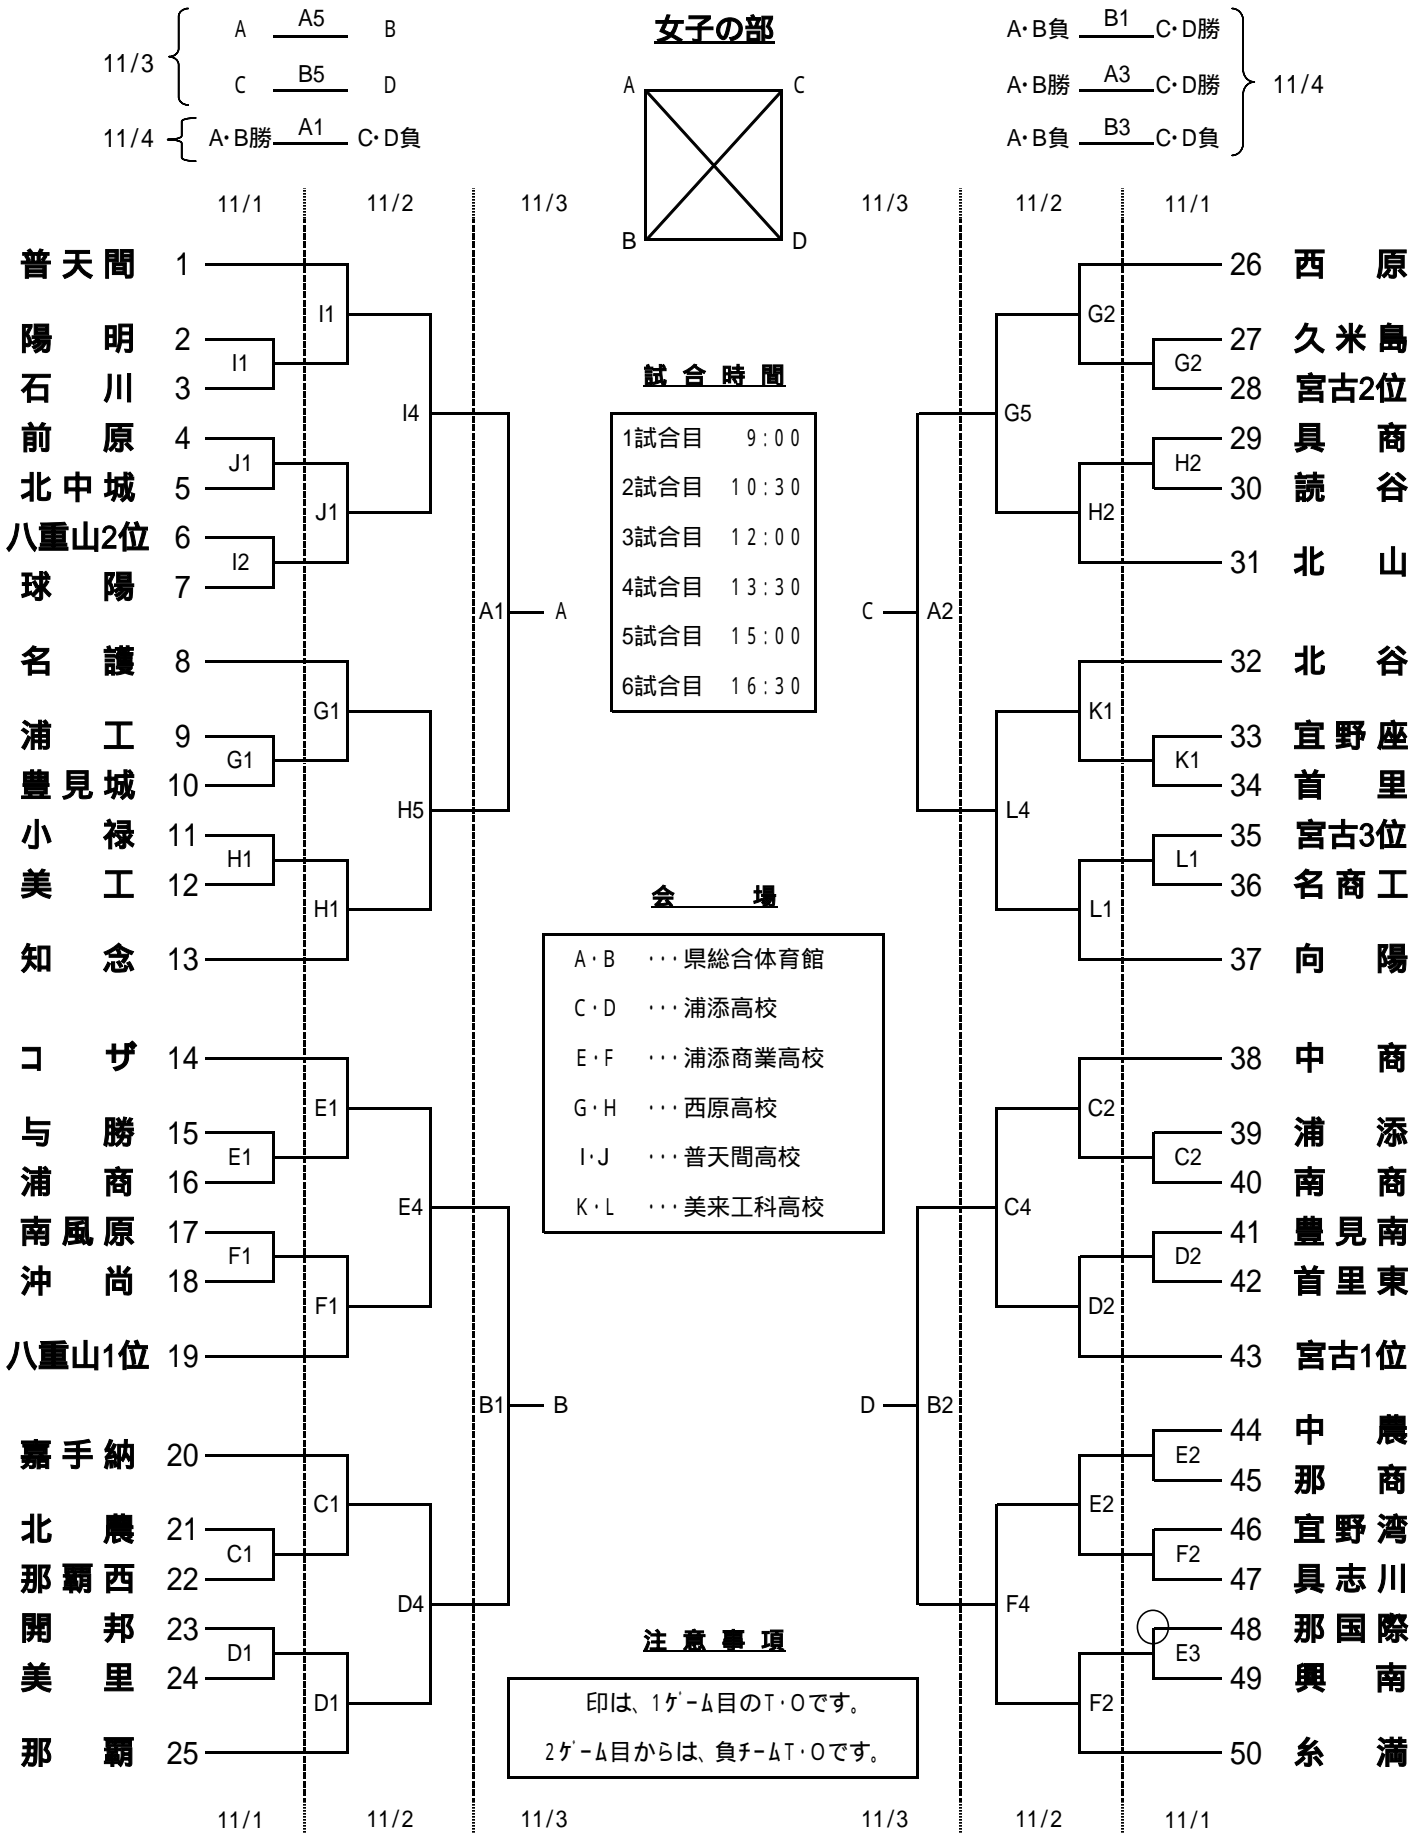 女子の部
11/3
A A5 B
C B5 D
11/4
A・B勝 A1 C・D負
A・B負 B1 C・D勝
A・B勝 A3 C・D勝
A・B負 B3 C・D負
11/4
A C
B D
11/1 11/2 11/3 11/3 11/2 11/1
普天間 1
陽明 2
石川 3
前原 4
北中城 5
八重山2位 6
球陽 7
名護 8
浦工 9
豊見城 10
小禄 11
美工 12
知念 13
コザ 14
与勝 15
浦商 16
南風原 17
沖尚 18
八重山1位 19
嘉手納 20
北農 21
那覇西 22
開邦 23
美里 24
那覇 25
I1
I1
J1
I2
J1
I4
G1
G1
H1
H1
H5
A1 A
E1
E1
F1
F1
E4
C1
C1
D1
D1
D4
B1 B
試合時間
1試合目 9:00
2試合目 10:30
3試合目 12:00
4試合目 13:30
5試合目 15:00
6試合目 16:30
会場
A・B ・・・県総合体育館
C・D ・・・浦添高校
E・F ・・・浦添商業高校
G・H ・・・西原高校
I・J ・・・普天間高校
K・L ・・・美来工科高校
注意事項
印は、1ゲーム目のT・Oです。
2ゲーム目からは、負チームT・Oです。
26 西原
27 久米島
28 宮古2位
29 具商
30 読谷
31 北山
32 北谷
33 宜野座
34 首里
35 宮古3位
36 名商工
37 向陽
38 中商
39 浦添
40 南商
41 豊見南
42 首里東
43 宮古1位
44 中農
45 那商
46 宜野湾
47 具志川
48 那国際
49 興南
50 糸満
G2
G2
H2
H2
G5
K1
K1
L1
L1
L4
C A2
C2
C2
D2
D2
C4
E2
F2
E2
E3
F2
F4
D B2
11/1 11/2 11/3 11/3 11/2 11/1